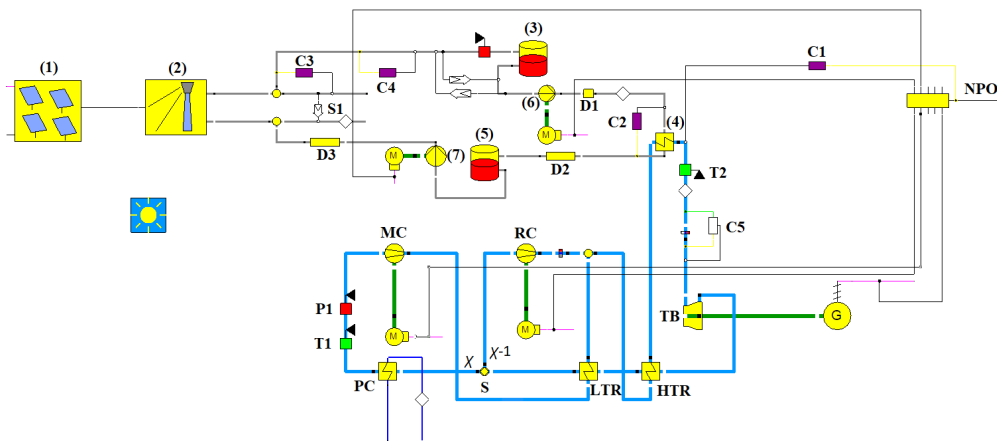 (1)
(2)
C3
C4
S1
D3
(3)
(6)
M
D1
C2
(4)
C1
NPO
M
(7)
(5)
D2
T2
C5
MC
RC
P1
T1
M
M
TB
G
PC
X
X-1
S
LTR
HTR